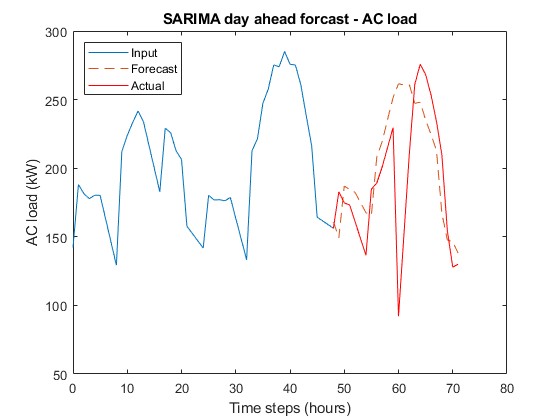 SARIMA day ahead forcast - AC load
300
250
200
150
100
50
AC load (kW)
Input
Forecast
Actual
0 10 20 30 40 50 60 70 80
Time steps (hours)